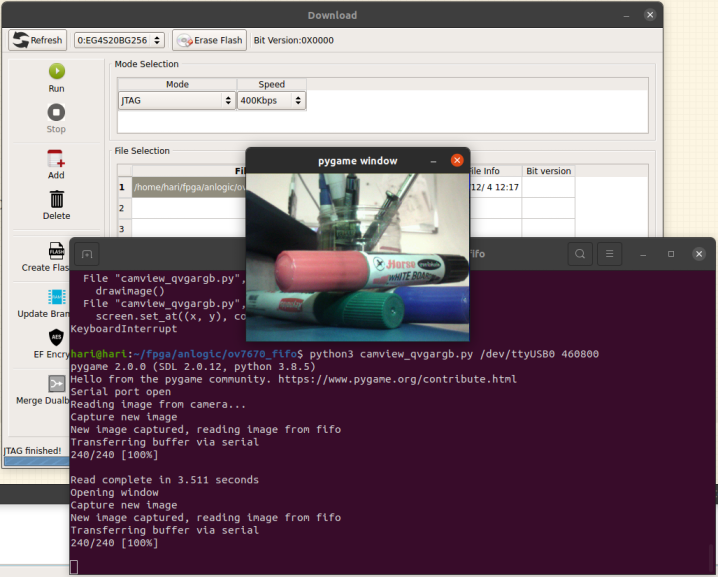 Download
Refresh
0:EG4S20BG256
Erase Flash
Bit Version:0X0000
Run
Stop
Add
Delete
Create Flas
Update Bram
EF Encry
Merge Dualb
JTAG finished!
Mode Selection
Mode Speed
JTAG 400Kbps
File Selection
Fil
ile Info Bit version
1 /home/hari/fpga/anlogic/ov
12/ 4 12:17
2
3
pygame window
Horse
WHITE BOARD
fifo
File "camview_qvgargb.py",
drawimage()
File "camview_qvgargb.py",
screen.set_at((x, y), co
KeyboardInterrupt
hari@hari:~/fpga/anlogic/ov7670_fifo$ python3 camview_qvgargb.py /dev/ttyUSB0 460800
pygame 2.0.0 (SDL 2.0.12, python 3.8.5)
Hello from the pygame community. https://www.pygame.org/contribute.html
Serial port open
Reading image from camera...
Capture new image
New image captured, reading image from fifo
Transferring buffer via serial
240/240 [100%]
Read complete in 3.511 seconds
Opening window
Capture new image
New image captured, reading image from fifo
Transferring buffer via serial
240/240 [100%]